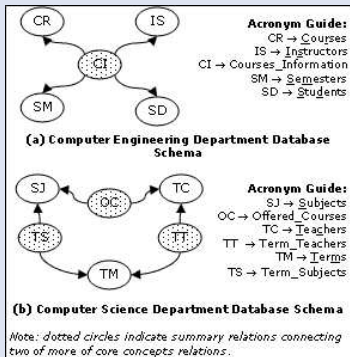 CR
IS
CI
SM
SD
Acronym Guide:
CR → Courses
IS → Instructors
CI → Courses_Information
SM → Semesters
SD → Students
(a) Computer Engineering Department Database
Schema
SJ
TC
OC
TS
TT
TM
Acronym Guide:
SJ → Subjects
OC → Offered_Courses
TC → Teachers
TT → Term_Teachers
TM → Terms
TS → Term_Subjects
(b) Computer Science Department Database Schema
Note: dotted circles indicate summary relations connecting
two of more of core concepts relations.